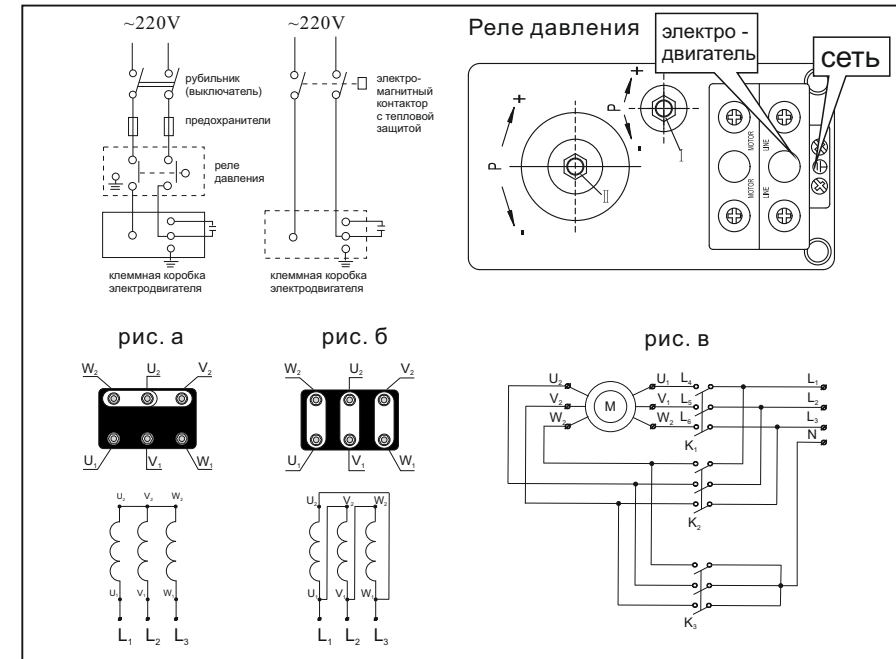 ~220V
рубильник
(выключатель)
предохранители
реле
давления
клеммная коробка
электродвигателя
~220V
электро-
магнитный
контактор
с тепловой
защитой
клеммная коробка
электродвигателя
Реле давления
электро -
двигатель
сеть
+
P
-
II
+
P
-
I
MOTOR
LINE
MOTOR
LINE
рис. а
W₂ U₂ V₂
U₁ V₁ W₁
U₂ V₂ W₂
U₁ V₁ W₁
L₁ L₂ L₃
рис. б
W₂ U₂ V₂
U₁ V₁ W₁
U₂ V₂ W₂
U₁ V₁ W₁
L₁ L₂ L₃
рис. в
U₂ U₁ L₄ L₁
V₂ M V₁ L₅ L₂
W₂ W₂ L₆ L₃
K₁ N
K₂
K₃